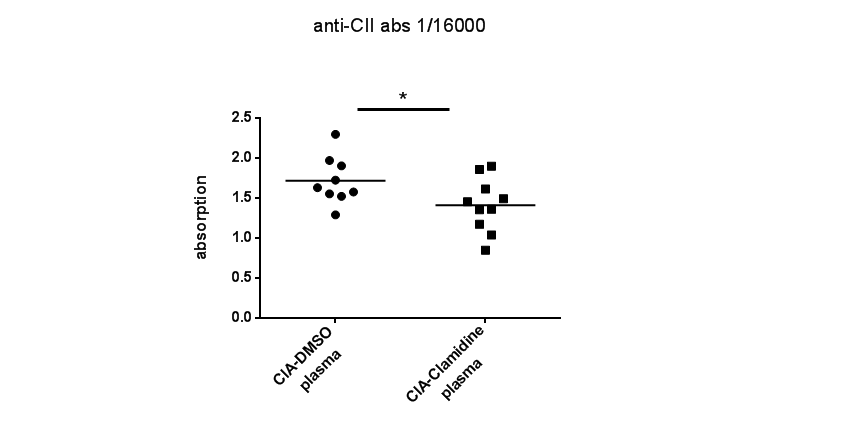 anti-CII abs 1/16000
*
2.5
2.0
1.5
1.0
0.5
0.0
absorption
CIA-DMSO
plasma
CIA-Clamidine
plasma